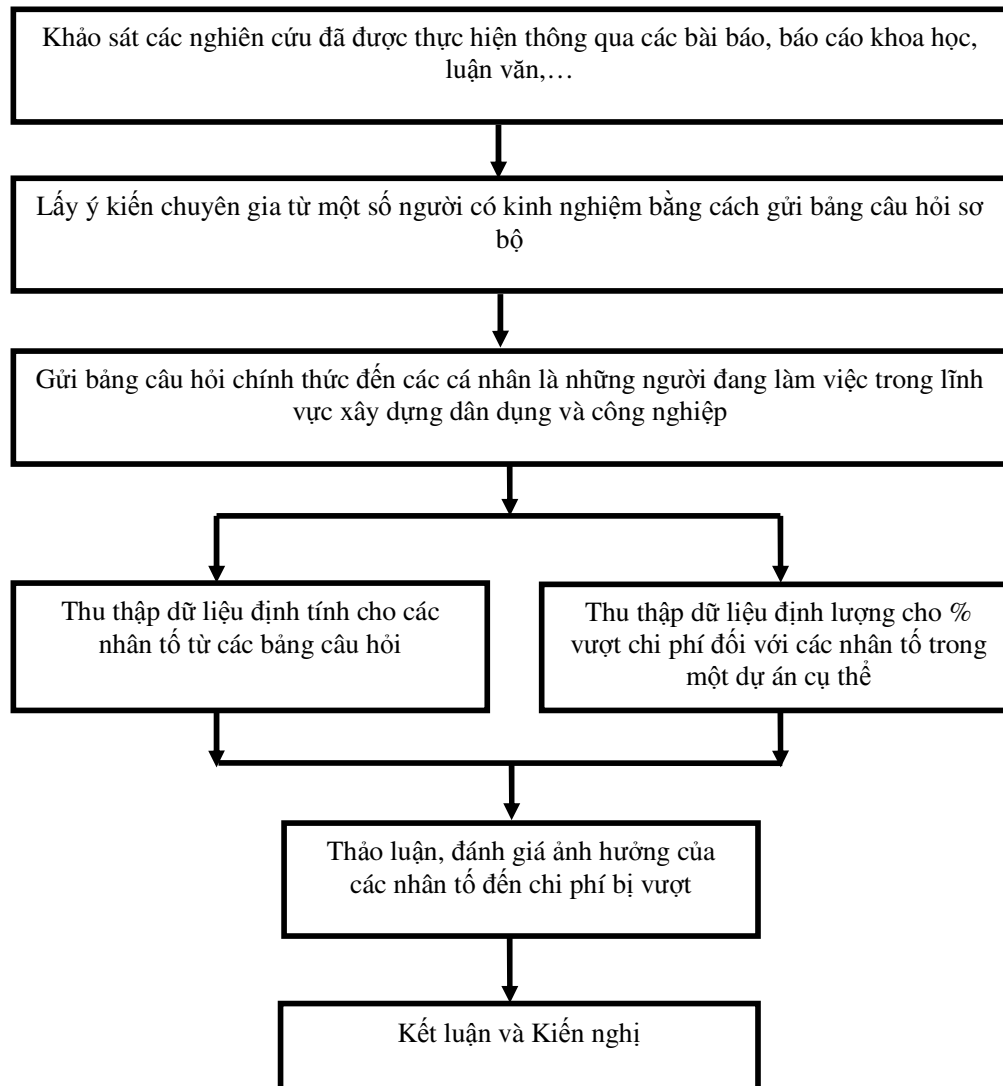 Khảo sát các nghiên cứu đã được thực hiện thông qua các bài báo, báo cáo khoa học,
luận văn,…
Lấy ý kiến chuyên gia từ một số người có kinh nghiệm bằng cách gửi bảng câu hỏi sơ
bộ
Gửi bảng câu hỏi chính thức đến các cá nhân là những người đang làm việc trong lĩnh
vực xây dựng dân dụng và công nghiệp
Thu thập dữ liệu định tính cho các
nhân tố từ các bảng câu hỏi
Thu thập dữ liệu định lượng cho %
vượt chi phí đối với các nhân tố trong
một dự án cụ thể
Thảo luận, đánh giá ảnh hưởng của
các nhân tố đến chi phí bị vượt
Kết luận và Kiến nghị